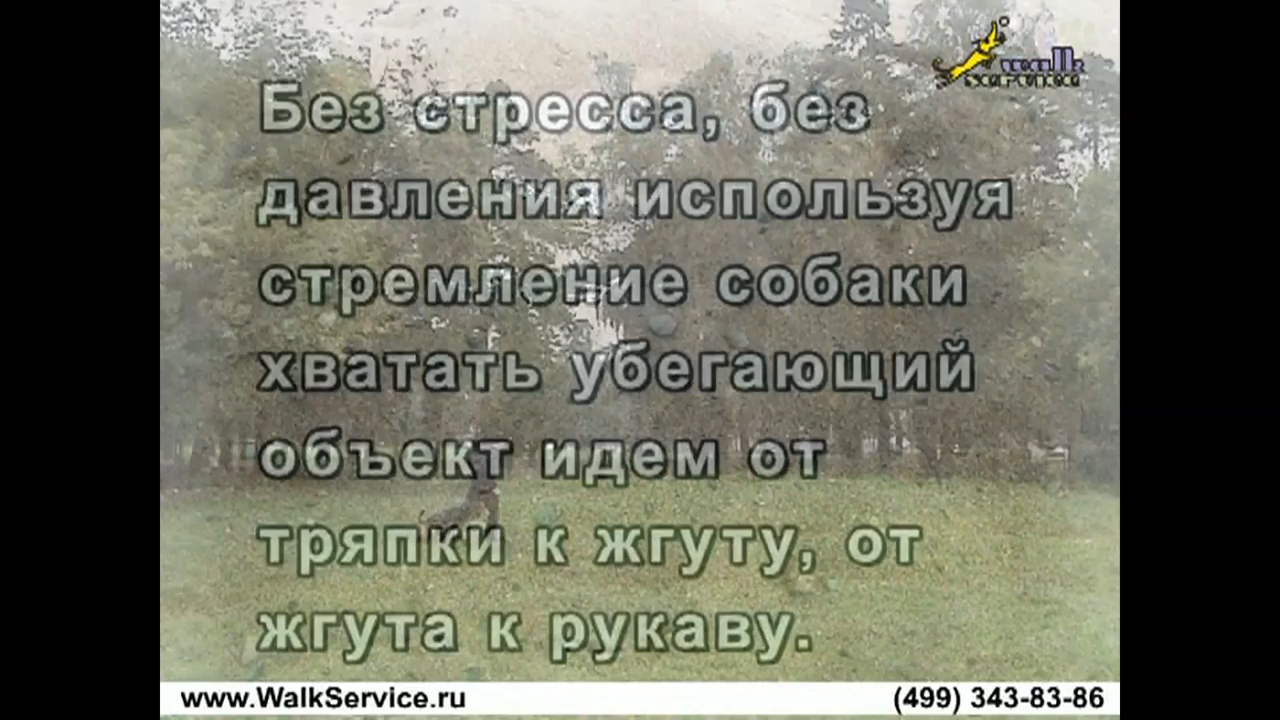 Без стресса, без
давления используя
стремление собаки
хватать убегающий
объект идем от
тряпки к жгуту, от
жгута к рукаву.
www.WalkService.ru
(499) 343-83-86